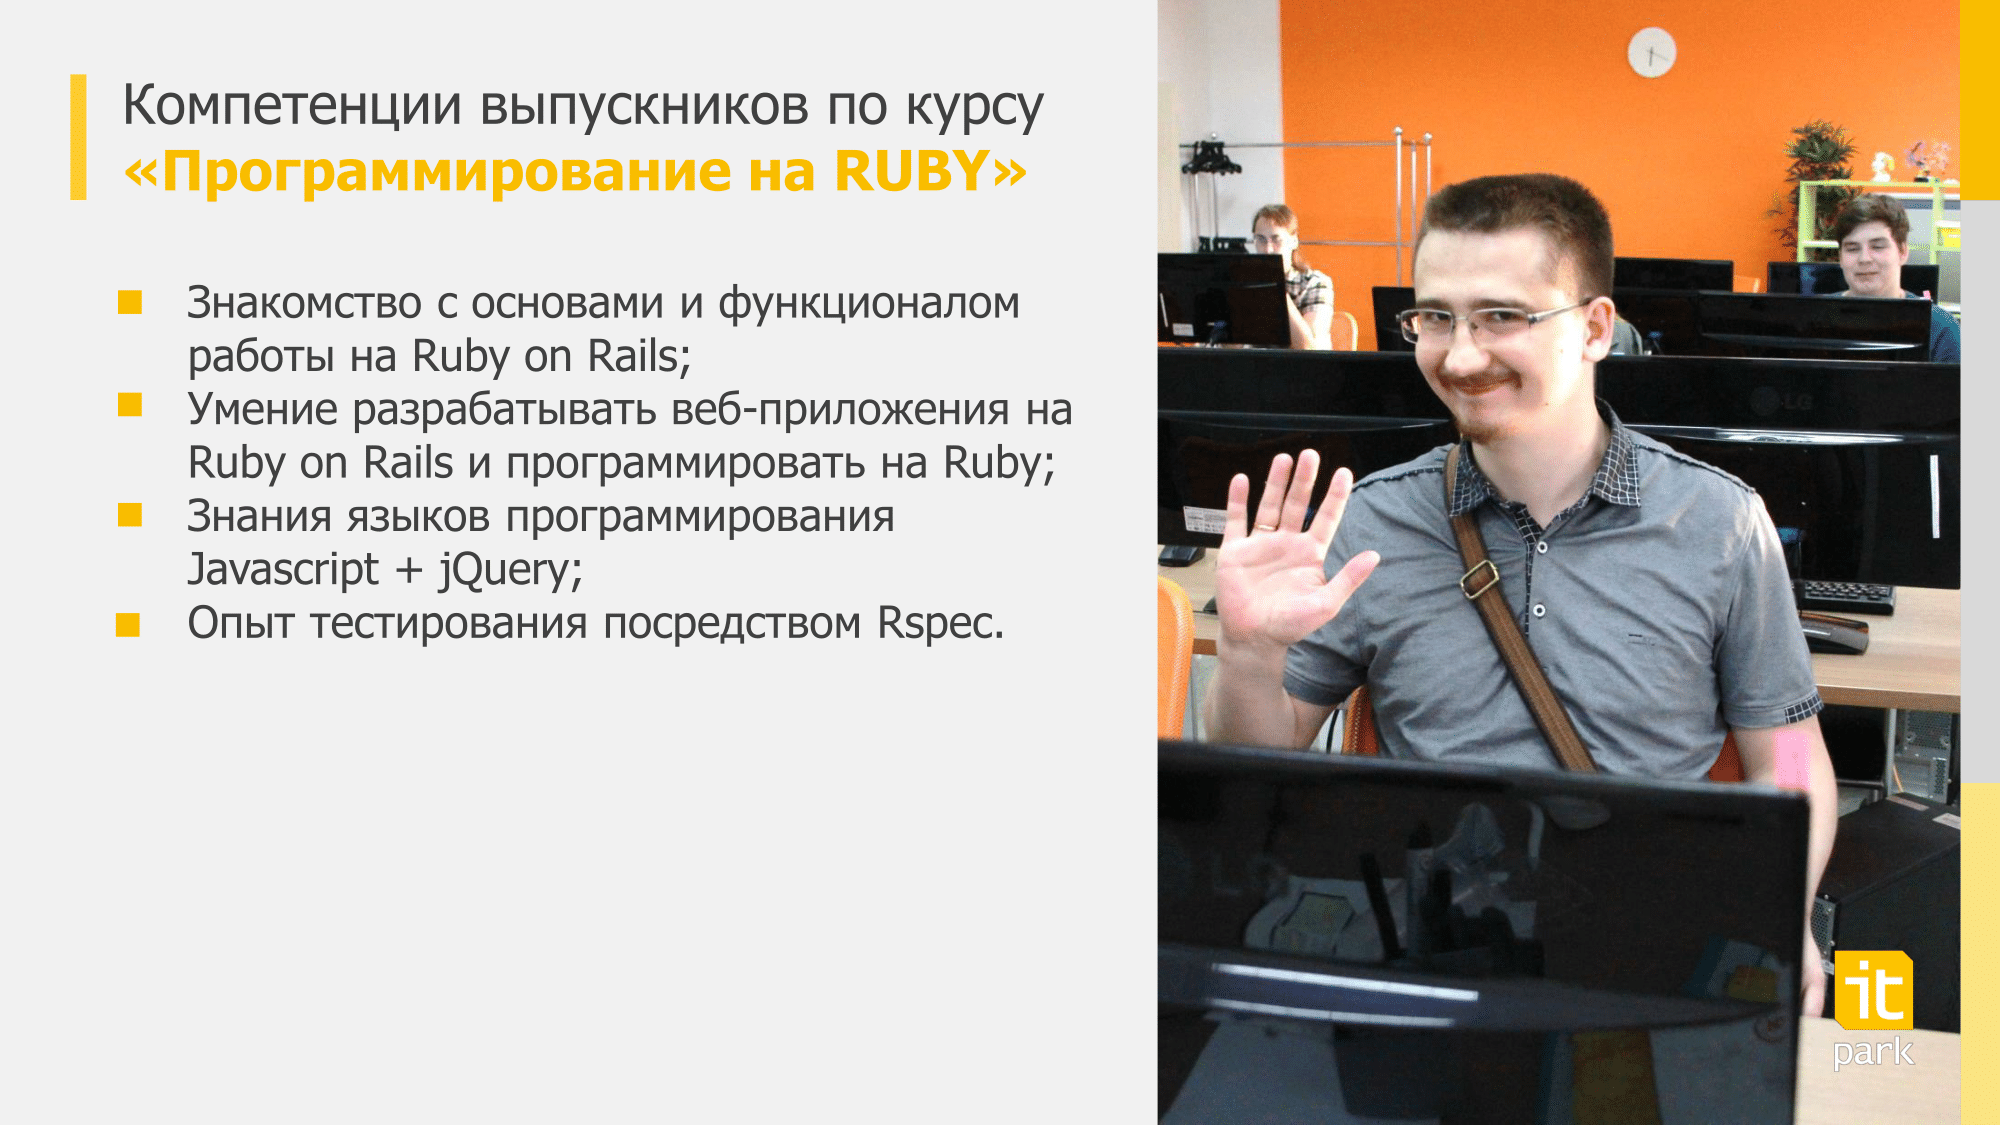 Компетенции выпускников по курсу
«Программирование на RUBY»
Знакомство с основами и функционалом
работы на Ruby on Rails;
Умение разрабатывать веб-приложения на
Ruby on Rails и программировать на Ruby;
Знания языков программирования
Javascript + jQuery;
Опыт тестирования посредством Rspec.
LG
it
park